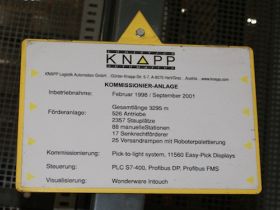 KNAPP
KNAPP Logistik Automation GmbH Günter-Knapp-Str. 5-7, A-8075 Hart/Graz Austria www.knapp.com
KOMMISSIONIER-ANLAGE
Inbetriebnahme: Februar 1998 / September 2001
Förderanlage: Gesamtlänge 3295 m
526 Antriebe
2357 Stauplätze
88 manuelleStationen
17 Senkrechtförderer
25 Versandrampen mit Roboterpalettierung
Kommissionierung: Pick-to-light system, 11560 Easy-Pick Displays
Steuerung: PLC S7-400, Profibus DP, Profibus FMS
Visualisierung: Wonderware Intouch